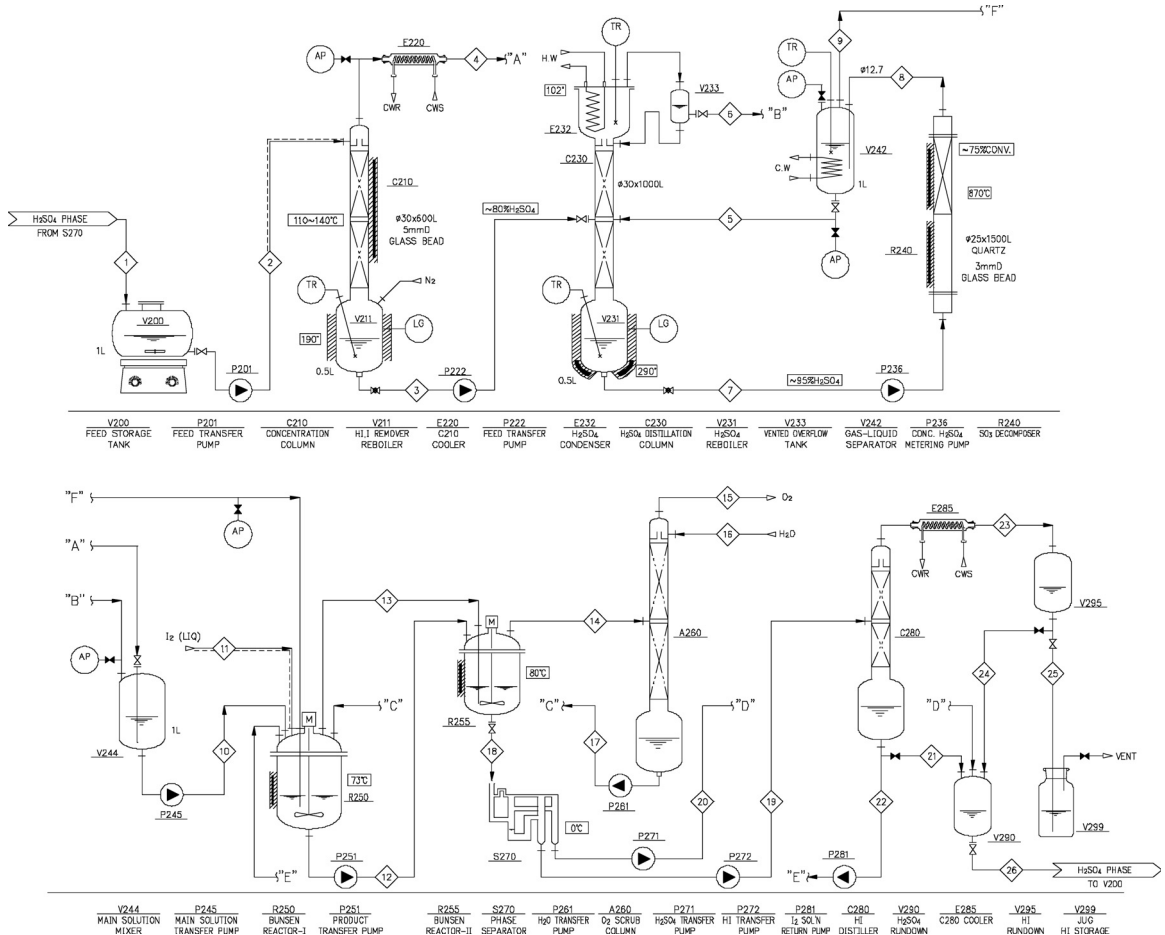 E220
4
"A"
AP
CWR
CWS
TR
H.W
102°
V233
6
"B"
E232
C230
9
"F"
TR
AP
Ø12.7
8
V242
C.W
1L
~75%CONV.
870℃
C210
Ø30x1000L
110~140℃
Ø30x600L
5mmD
GLASS BEAD
~80%H₂SO₄
5
AP
R240
Ø25x1500L
QUARTZ
3mmD
GLASS BEAD
H₂SO₄ PHASE
FROM S270
1
2
TR
N₂
V211
LG
190°
0.5L
TR
V231
LG
290°
0.5L
V200
1L
P201
3
P222
7
~95%H₂SO₄
P236
V200 P201 C210 V211 E220 P222 E232 C230 V231 V233 V242 P236 R240
FEED STORAGE FEED TRANSFER CONCENTRATION HI,I REMOVER C210 FEED TRANSFER H₂SO₄ H₂SO₄ DISTILLATION H₂SO₄ VENTED OVERFLOW GAS-LIQUID CONC. H₂SO₄ SO₃ DECOMPOSER
TANK PUMP COLUMN REBOILER COOLER PUMP CONDENSER COLUMN REBOILER TANK SEPARATOR METERING PUMP
"F"
AP
"A"
"B"
I₂ (LIQ)
11
AP
1L
V244
10
P245
13
M
"C"
73℃
R250
"E"
P251
12
15
O₂
16
H₂O
14
M
80℃
R255
18
A260
"C"
17
P261
"D"
0℃
S270
P271
20
P272
19
E285
23
CWR
CWS
V295
C280
24
25
"D"
21
22
VENT
V299
V290
P281
"E"
26
H₂SO₄ PHASE
TO V200
V244 P245 R250 P251 R255 S270 P261 A260 P271 P272 P281 C280 V290 E285 V295 V299
MAIN SOLUTION MAIN SOLUTION BUNSEN PRODUCT BUNSEN PHASE H₂O TRANSFER O₂ SCRUB H₂SO₄ TRANSFER HI TRANSFER I₂ SOL'N HI H₂SO₄ C280 COOLER HI JUG
MIXER TRANSFER PUMP REACTOR-I TRANSFER PUMP REACTOR-II SEPARATOR PUMP COLUMN PUMP PUMP RETURN PUMP DISTILLER RUNDOWN RUNDOWN HI STORAGE